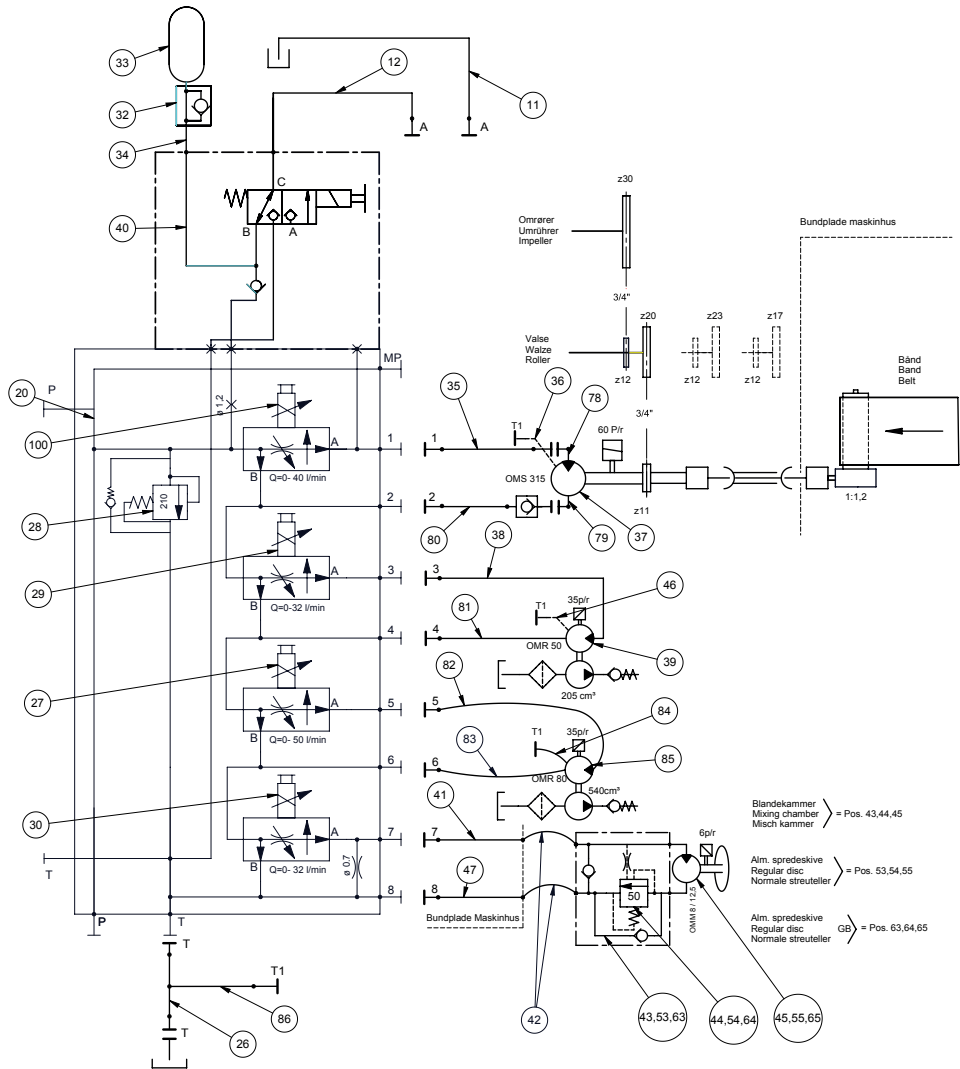 33
12
32
11
A
A
34
C
z30
Omrører
Umrührer
Impeller
Bundplade maskinhus
40
B
A
3/4"
z20
z23
z17
Valse
Walze
Roller
Bånd
Band
Belt
MP
z12
z12
z12
20
P
35
36
78
ø 1,2
3/4"
100
T1
60 P/r
A
1
1
OMS 315
B
Q=0- 40 l/min
1:1,2
210
2
2
z11
28
80
38
79
37
29
A
3
3
46
B
Q=0-32 l/min
81
T1
35p/r
4
4
OMR 50
39
82
27
205 cm³
A
5
5
84
B
Q=0- 50 l/min
83
T1
35p/r
6
6
85
OMR 80
30
540cm³
41
Blandekammer
Mixing chamber
Misch kammer
= Pos. 43,44,45
A
7
7
6p/r
T
B
Q=0- 32 l/min
ø 0,7
47
Alm. spredeskive
Regular disc
Normale streuteller
= Pos. 53,54,55
8
8
50
OMM 8 / 12,5
P
T
Bundplade Maskinhus
Alm. spredeskive
Regular disc
Normale streuteller
GB
= Pos. 63,64,65
T
T1
86
42
43,53,63
44,54,64
45,55,65
T
26